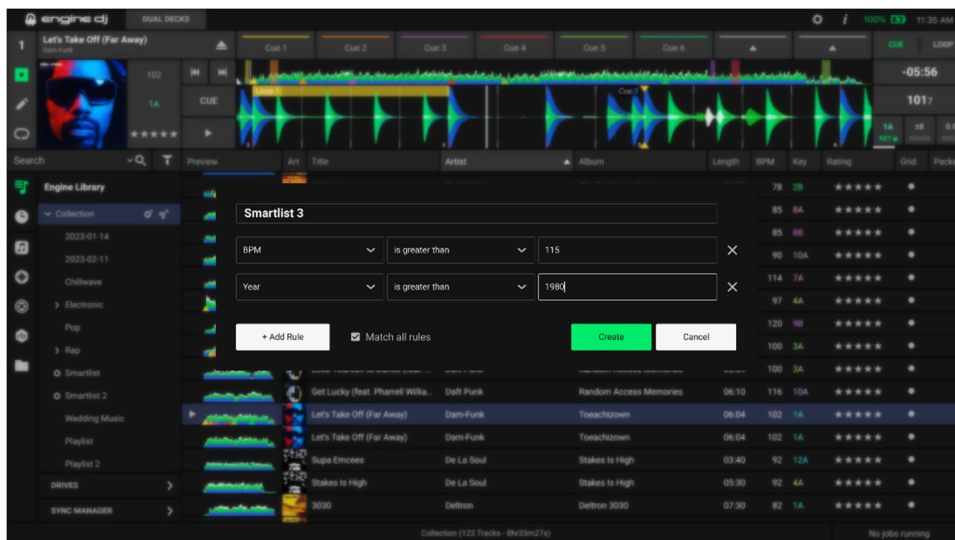 engine dj DUAL DECKS 100% 11:35 AM
1 Let's Take Off (Far Away) Cue 1 Cue 2 Cue 3 Cue 4 Cue 5 Cue 6 CUE LOOP
Dam-Funk
102 -05:56
Loop 1 Cue
1A CUE 1017
1A ±8 0.0
KEY RANGE
Search Preview Art Title Artist Album Length BPM Key Rating Grid Packe
Engine Library 78 2B
Collection 85 8A
2023-01-14 85 8B
2023-02-11 90 10A
Chillwave 114 7A
Electronic 97 4A
Pop 120 9B
Rap 100 3A
Smartlist 3
BPM is greater than 115
Year is greater than 1980
+ Add Rule Match all rules Create Cancel
Smartlist 100 3A
Smartlist 2 Get Lucky (feat. Pharrell Willia... Daft Punk Random Access Memories 06:10 116 10A
Wedding Music Let's Take Off (Far Away) Dam-Funk Toeachizown 06:04 102 1A
Playlist Let's Take Off (Far Away) Dam-Funk Toeachizown 06:04 102 1A
Playlist 2 Supa Emcees De La Soul Stakes Is High 03:40 92 12A
DRIVES Stakes Is High De La Soul Stakes Is High 05:30 92 4A
SYNC MANAGER 3030 Deltron Deltron 3030 07:30 82 1A
Collection (123 Tracks - 8hr33m27s) No jobs running